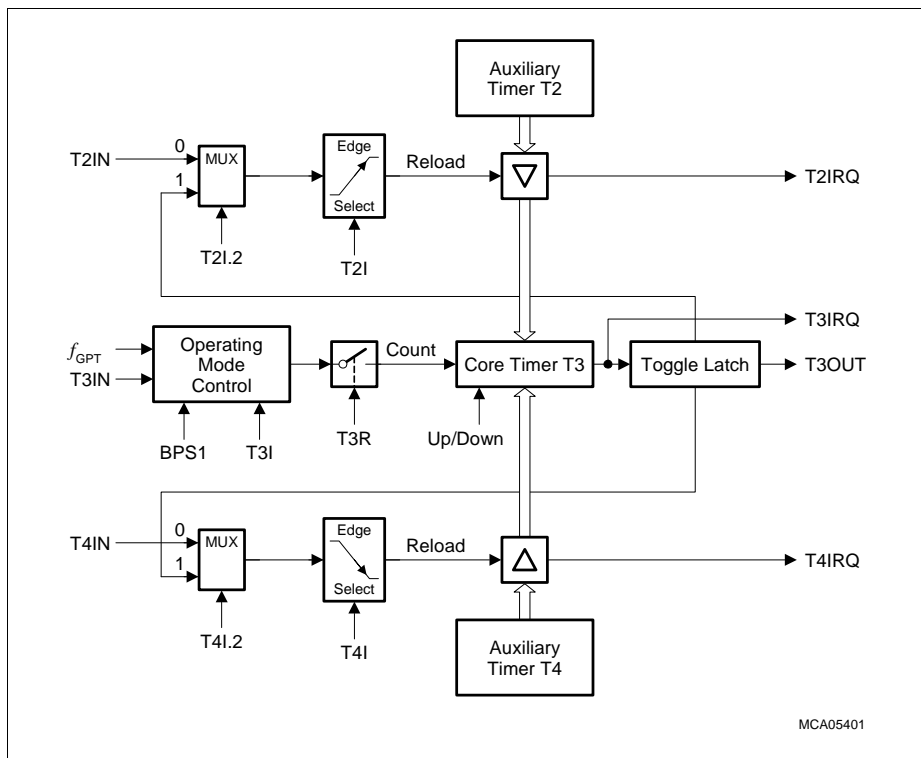 Auxiliary
Timer T2
T2IN
0
1
MUX
T2I.2
Edge
Select
T2I
Reload
T2IRQ
T3IRQ
fGPT
T3IN
Operating
Mode
Control
BPS1
T3I
T3R
Count
Core Timer T3
Up/Down
Toggle Latch
T3OUT
T4IN
0
1
MUX
T4I.2
Edge
Select
T4I
Reload
T4IRQ
Auxiliary
Timer T4
MCA05401